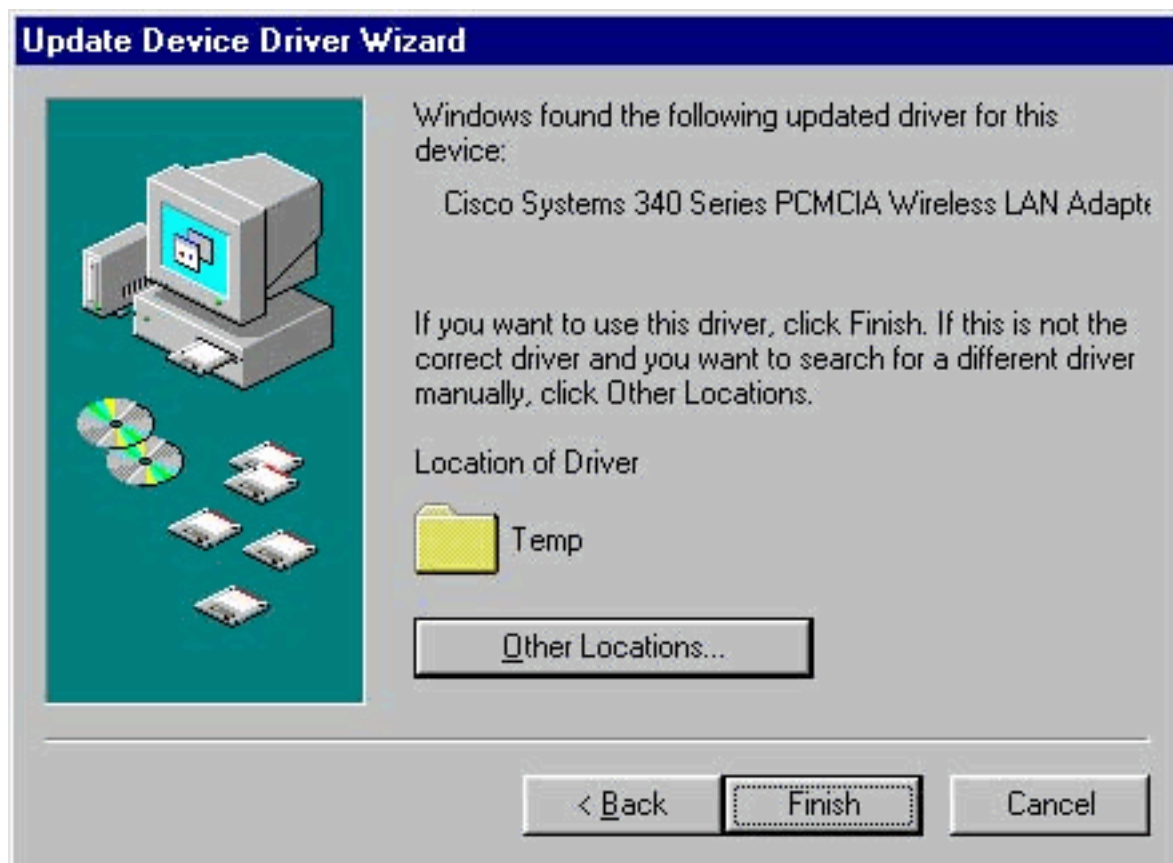 Update Device Driver Wizard
Windows found the following updated driver for this
device:
Cisco Systems 340 Series PCMCIA Wireless LAN Adapte
If you want to use this driver, click Finish. If this is not the
correct driver and you want to search for a different driver
manually, click Other Locations.
Location of Driver
Temp
Other Locations...
< Back
Finish
Cancel